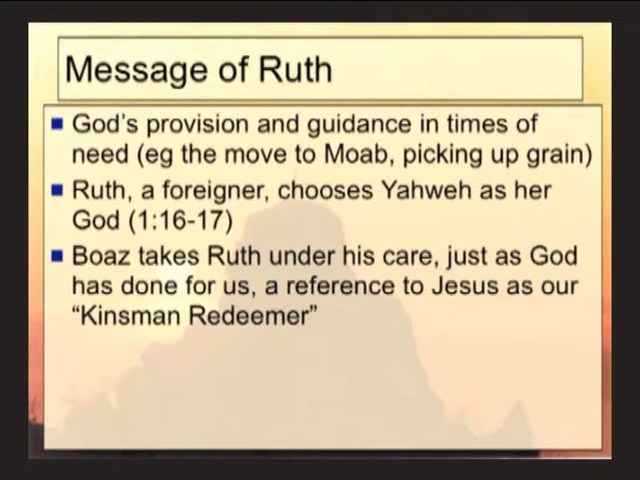 Message of Ruth
God's provision and guidance in times of
need (eg the move to Moab, picking up grain)
Ruth, a foreigner, chooses Yahweh as her
God (1:16-17)
Boaz takes Ruth under his care, just as God
has done for us, a reference to Jesus as our
“Kinsman Redeemer”